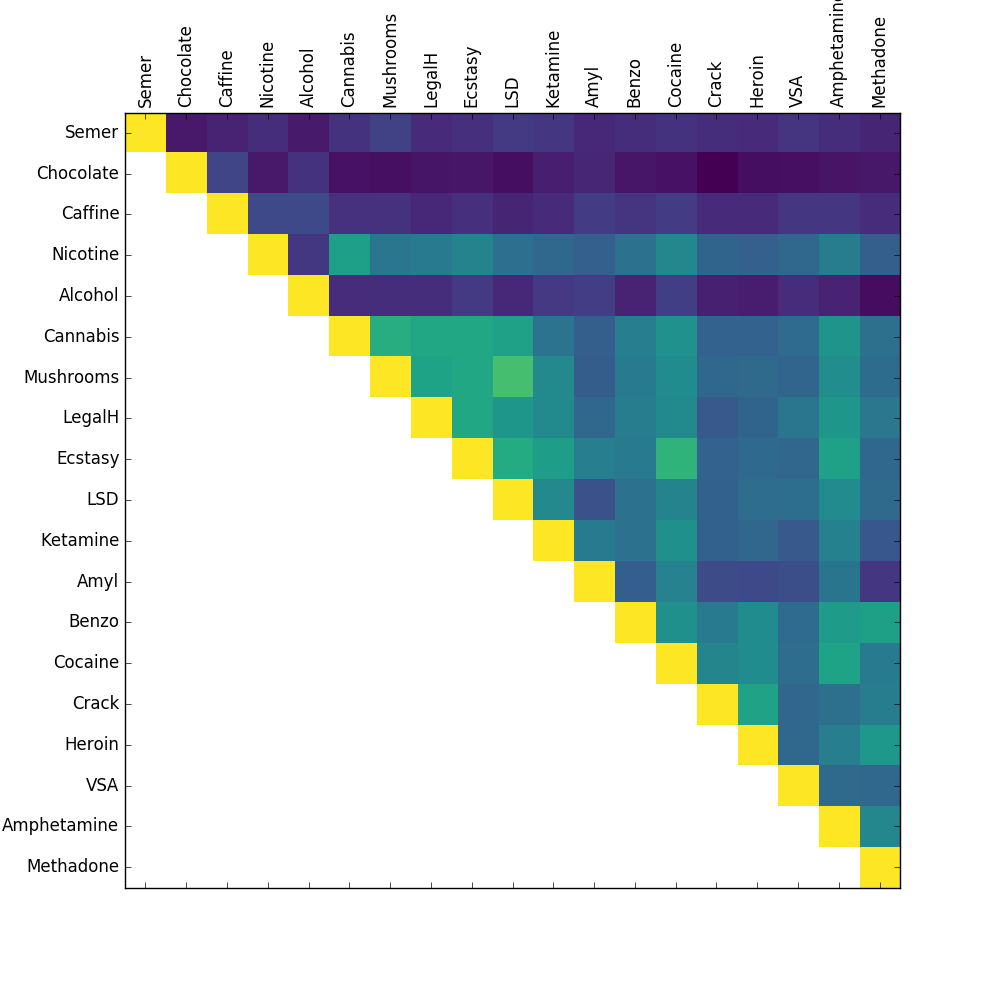 Semer
Chocolate
Caffine
Nicotine
Alcohol
Cannabis
Mushrooms
LegalH
Ecstasy
LSD
Ketamine
Amyl
Benzo
Cocaine
Crack
Heroin
VSA
Amphetamine
Methadone
Semer
Chocolate
Caffine
Nicotine
Alcohol
Cannabis
Mushrooms
LegalH
Ecstasy
LSD
Ketamine
Amyl
Benzo
Cocaine
Crack
Heroin
VSA
Amphetamine
Methadone